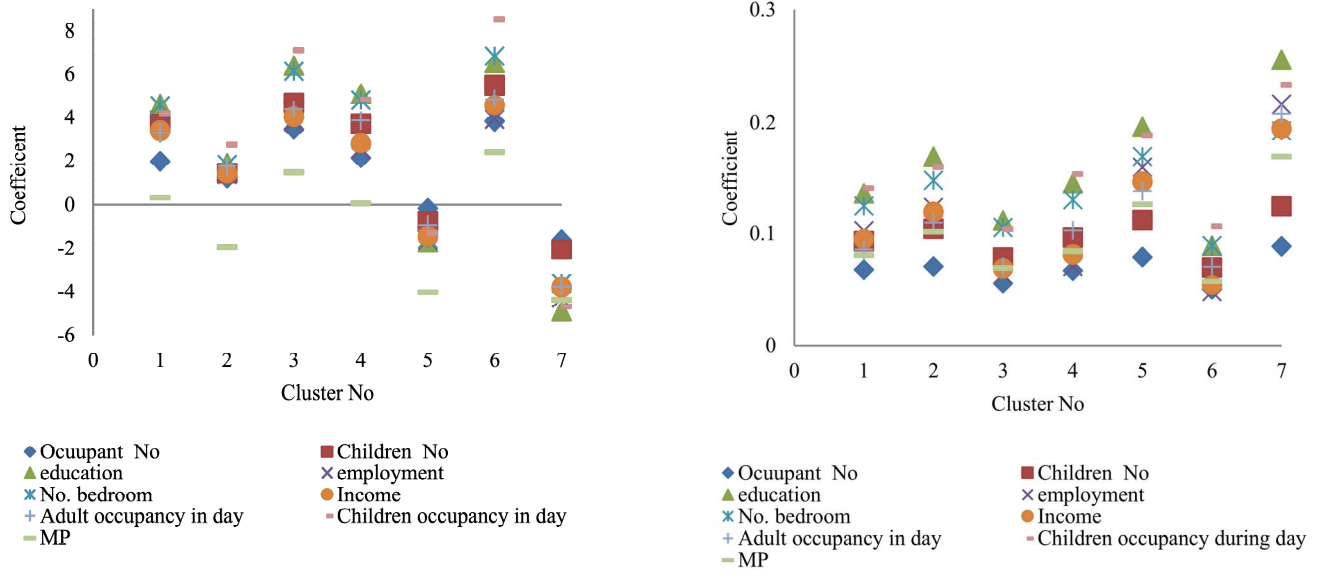 8
6
4
2
0
-2
-4
-6
Coeffecent
0 1 2 3 4 5 6 7
Cluster No
Ocuupant No
Children No
education
employment
No. bedroom
Income
Adult occupancy in day
Children occupancy in day
MP
0.3
0.2
0.1
0
Coefficient
0 1 2 3 4 5 6 7
Cluster No
Ocuupant No
Children No
education
employment
No. bedroom
Income
Adult occupancy in day
Children occupancy during day
MP